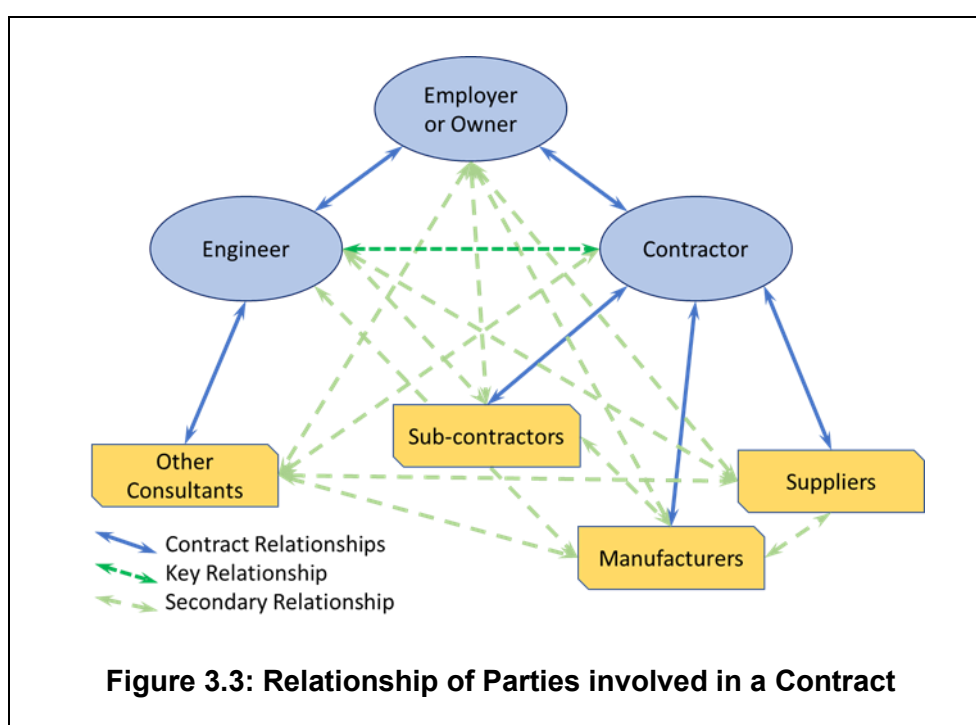 Employer
or Owner
Engineer
Contractor
Sub-contractors
Other
Consultants
Suppliers
Manufacturers
Contract Relationships
Key Relationship
Secondary Relationship
Figure 3.3: Relationship of Parties involved in a Contract